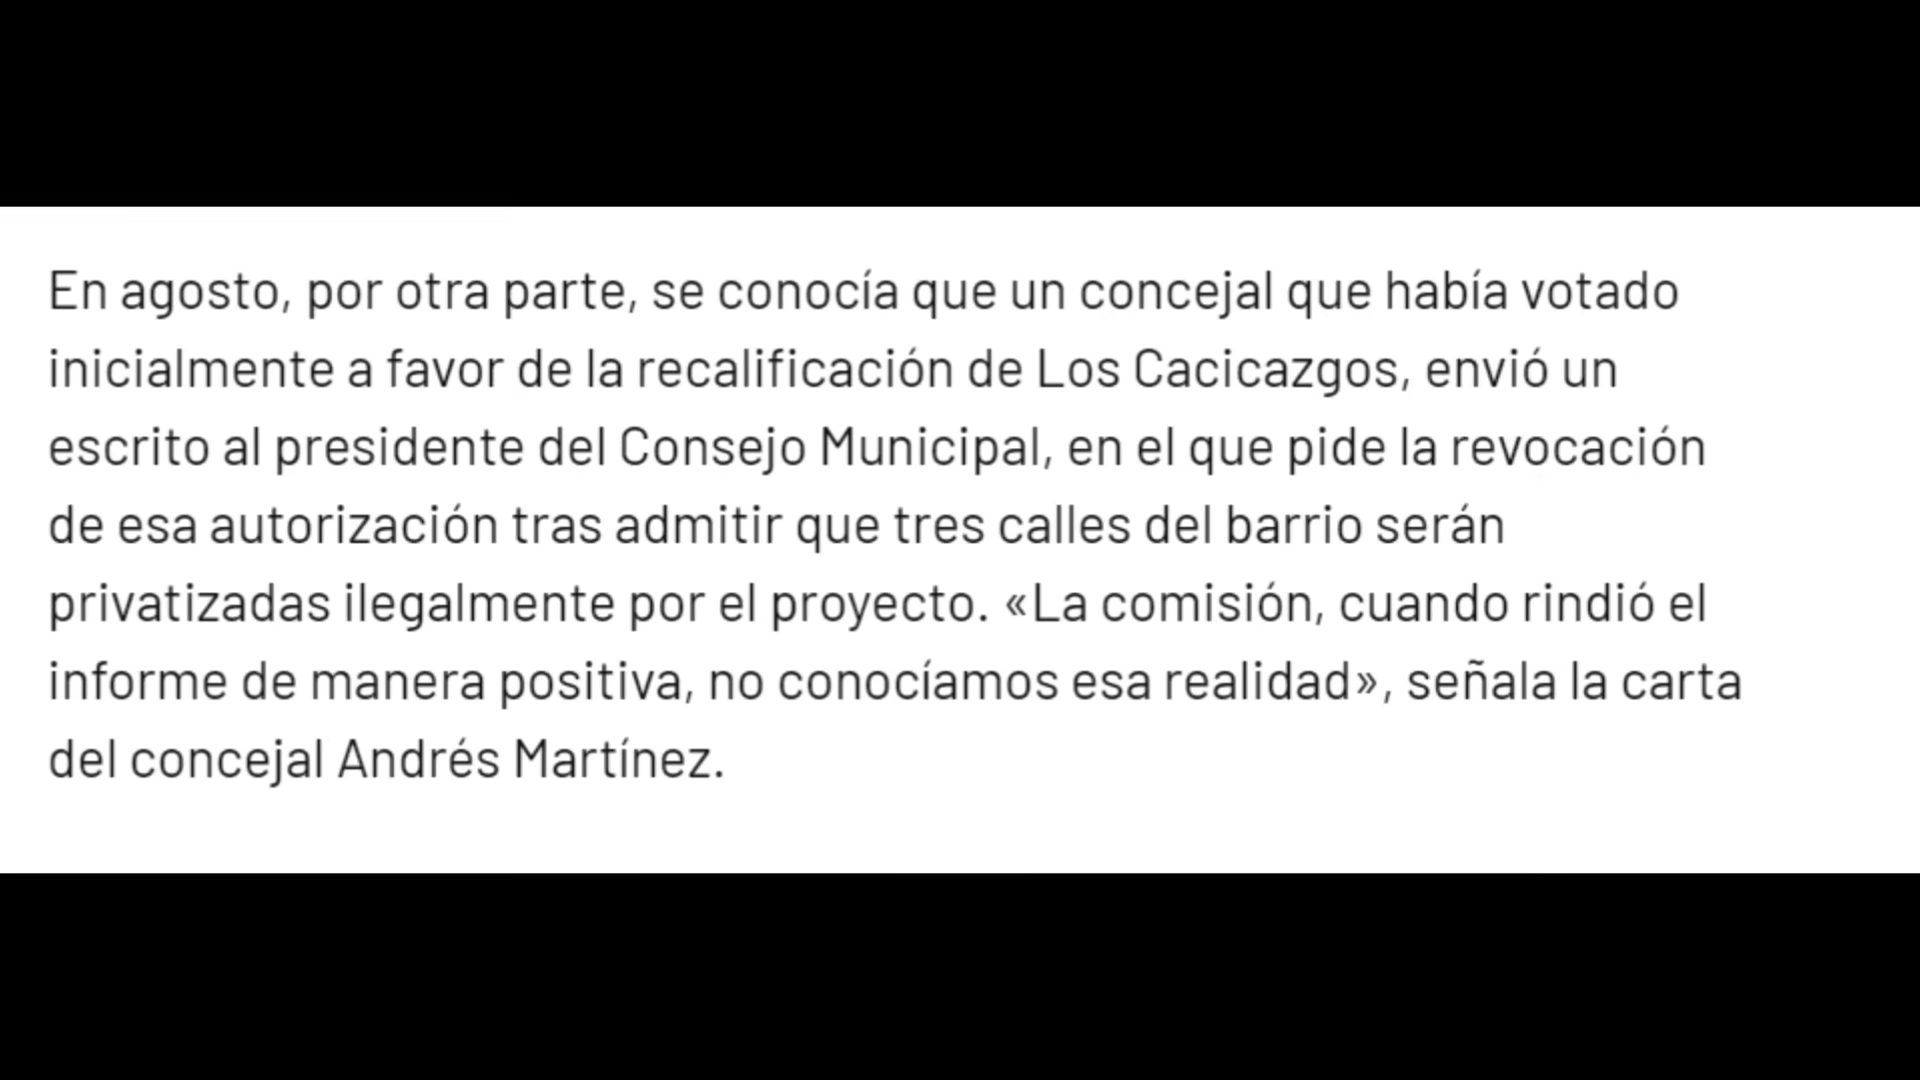 En agosto, por otra parte, se conocía que un concejal que había votado
inicialmente a favor de la recalificación de Los Cacicazgos, envió un
escrito al presidente del Consejo Municipal, en el que pide la revocación
de esa autorización tras admitir que tres calles del barrio serán
privatizadas ilegalmente por el proyecto. «La comisión, cuando rindió el
informe de manera positiva, no conocíamos esa realidad», señala la carta
del concejal Andrés Martínez.